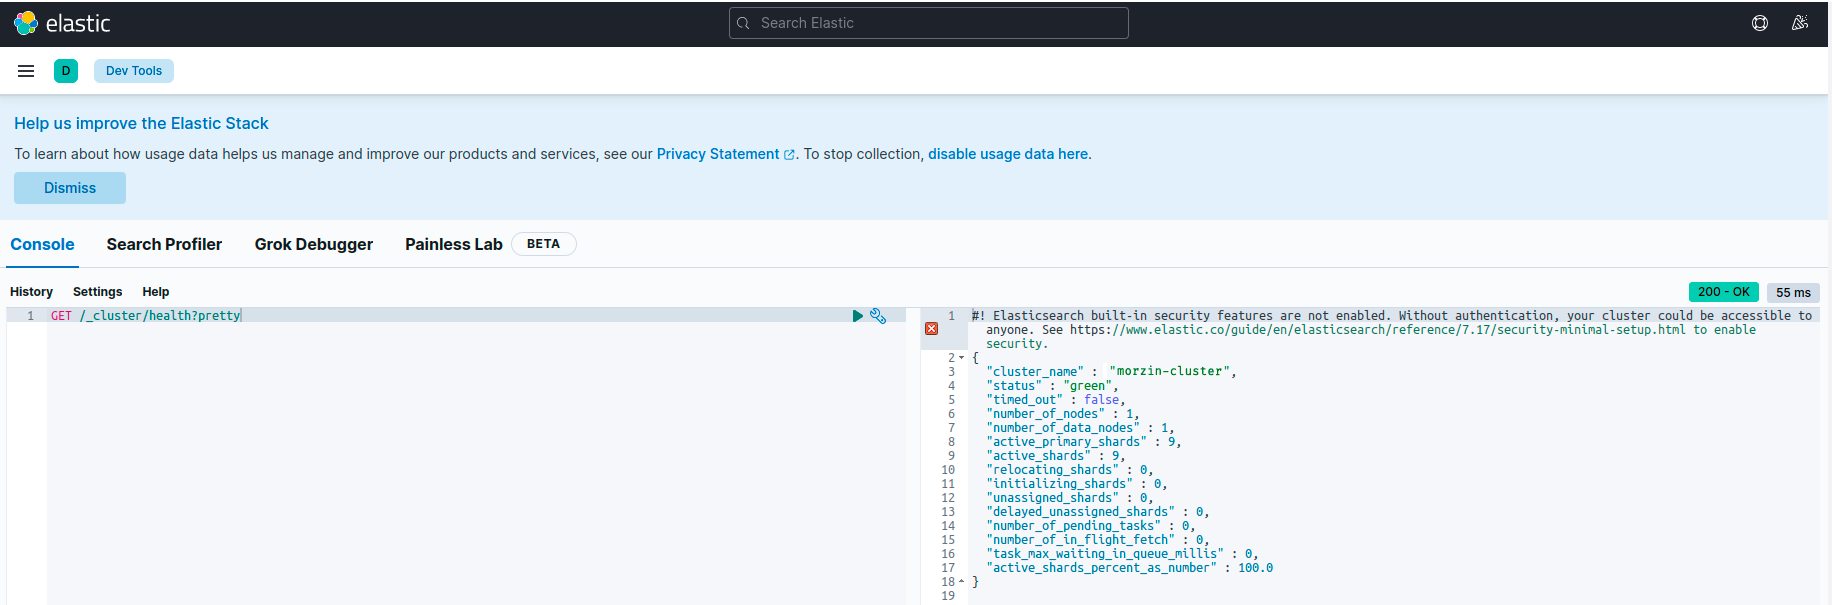 elastic
Search Elastic
D
Dev Tools
Help us improve the Elastic Stack
To learn about how usage data helps us manage and improve our products and services, see our Privacy Statement. To stop collection, disable usage data here.
Dismiss
Console Search Profiler Grok Debugger Painless Lab BETA
History Settings Help
200 - OK 55 ms
1 GET /_cluster/health?pretty
1 #! Elasticsearch built-in security features are not enabled. Without authentication, your cluster could be accessible to
anyone. See https://www.elastic.co/guide/en/elasticsearch/reference/7.17/security-minimal-setup.html to enable
security.
2 {
3 "cluster_name" : "morzin-cluster",
4 "status" : "green",
5 "timed_out" : false,
6 "number_of_nodes" : 1,
7 "number_of_data_nodes" : 1,
8 "active_primary_shards" : 9,
9 "active_shards" : 9,
10 "relocating_shards" : 0,
11 "initializing_shards" : 0,
12 "unassigned_shards" : 0,
13 "delayed_unassigned_shards" : 0,
14 "number_of_pending_tasks" : 0,
15 "number_of_in_flight_fetch" : 0,
16 "task_max_waiting_in_queue_millis" : 0,
17 "active_shards_percent_as_number" : 100.0
18 }
19